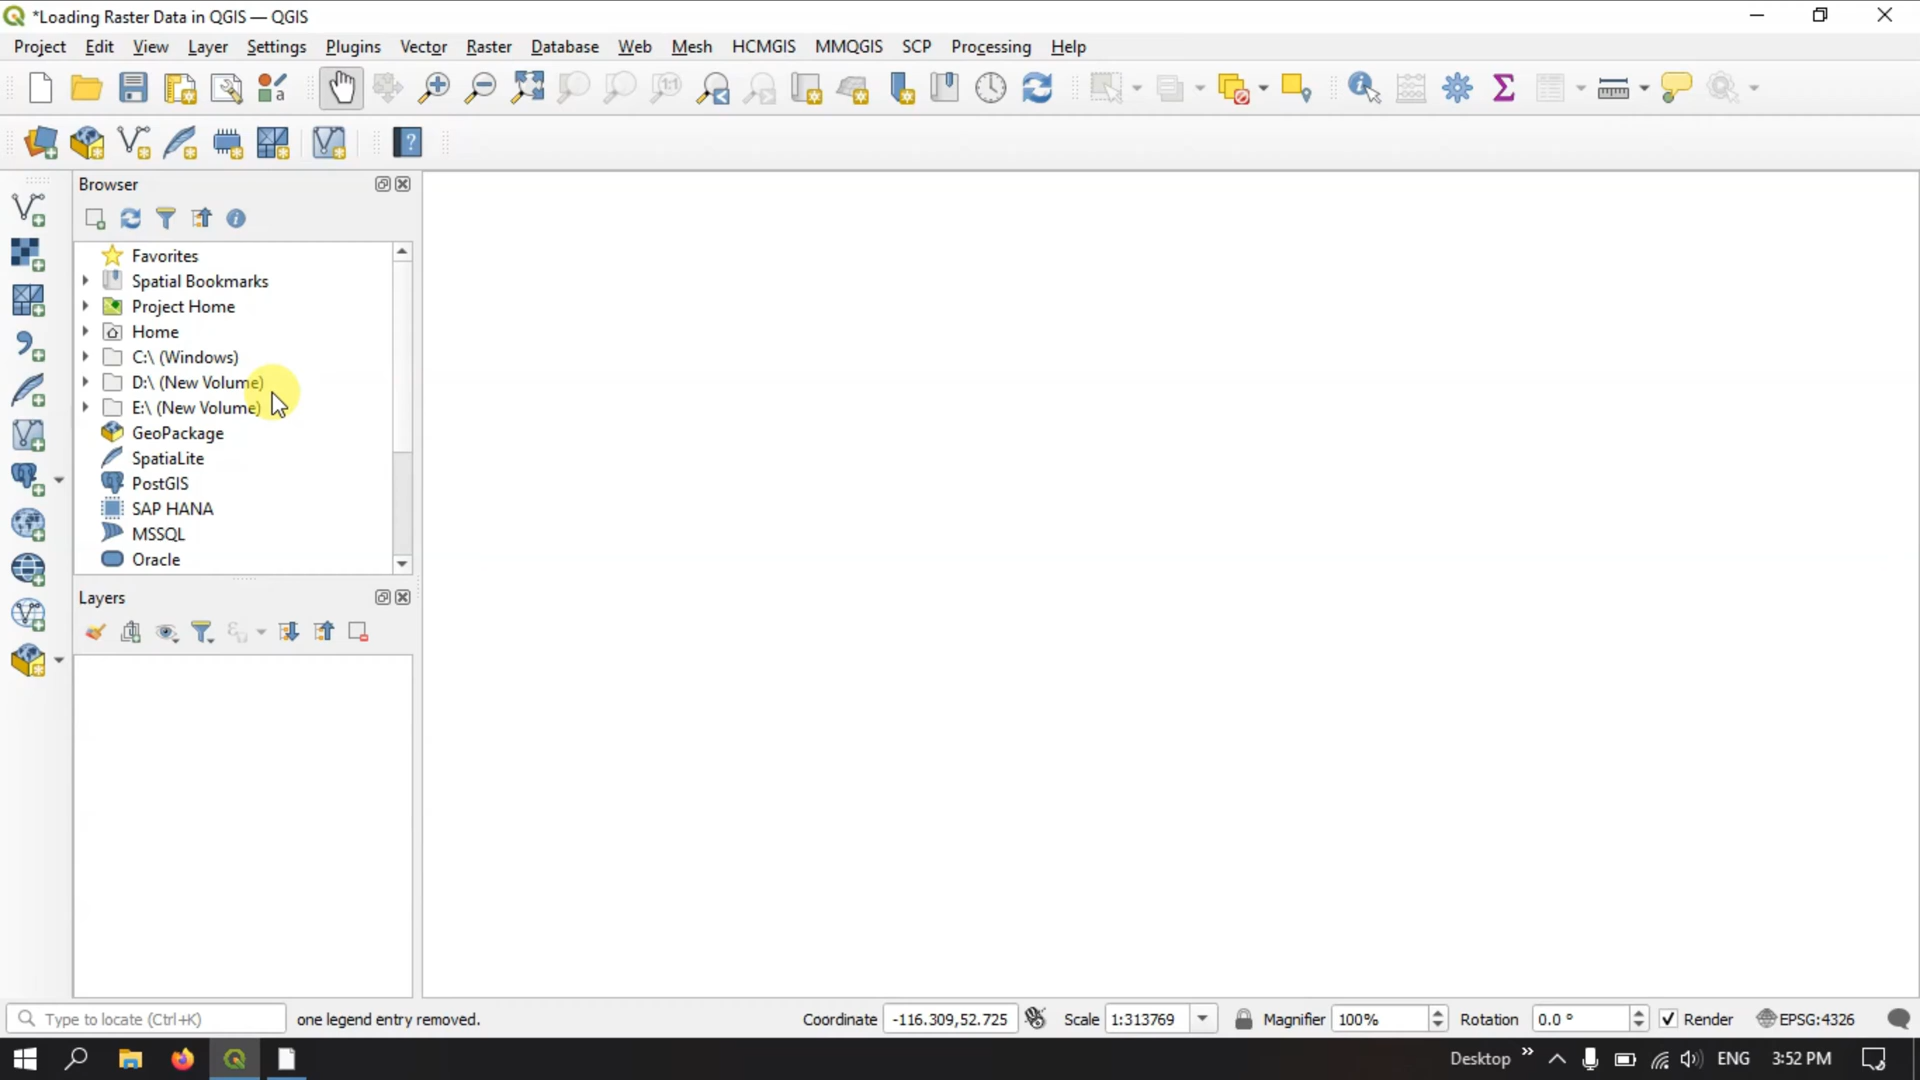 *Loading Raster Data in QGIS — QGIS
Project Edit View Layer Settings Plugins Vector Raster Database Web Mesh HCMGIS MMQGIS SCP Processing Help
a
1:1
Σ
?
Browser
Favorites
Spatial Bookmarks
Project Home
Home
C:\ (Windows)
D:\ (New Volume)
E:\ (New Volume)
GeoPackage
SpatiaLite
PostGIS
SAP HANA
MSSQL
Oracle
Layers
Type to locate (Ctrl+K) one legend entry removed. Coordinate -116.309,52.725 Scale 1:313769 Magnifier 100% Rotation 0.0 ° Render EPSG:4326
Desktop » ENG 3:52 PM